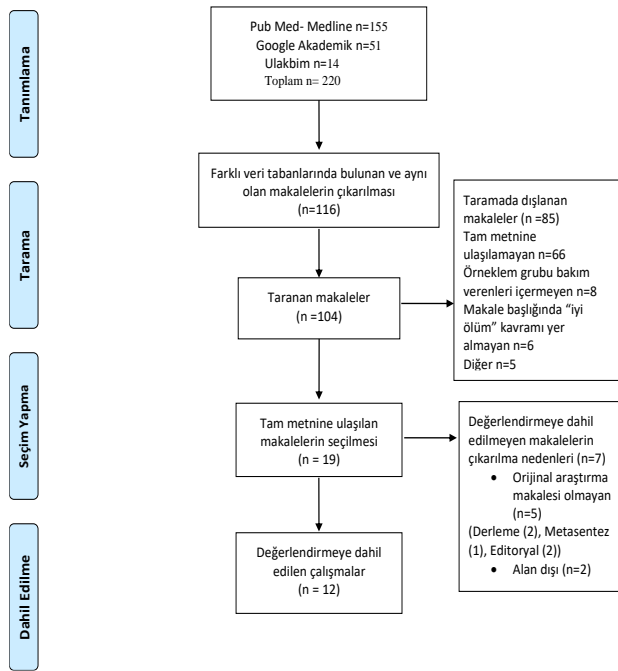 Tanımlama
Pub Med- Medline n=155
Google Akademik n=51
Ulakbim n=14
Toplam n= 220
Farklı veri tabanlarında bulunan ve aynı
olan makalelerin çıkarılması
(n=116)
Tarama
Taranan makaleler
(n =104)
Taramada dışlanan
makaleler (n =85)
Tam metnine
ulaşılamayan n=66
Örneklem grubu bakım
verenleri içermeyen n=8
Makale başlığında “iyi
ölüm” kavramı yer
almayan n=6
Diğer n=5
Seçim Yapma
Tam metnine ulaşılan
makalelerin seçilmesi
(n = 19)
Değerlendirmeye dahil
edilmeyen makalelerin
çıkarılma nedenleri (n=7)
• Orijinal araştırma
makalesi olmayan
(n=5)
(Derleme (2), Metasentez
(1), Editoryal (2))
• Alan dışı (n=2)
Dahil Edilme
Değerlendirmeye dahil
edilen çalışmalar
(n = 12)